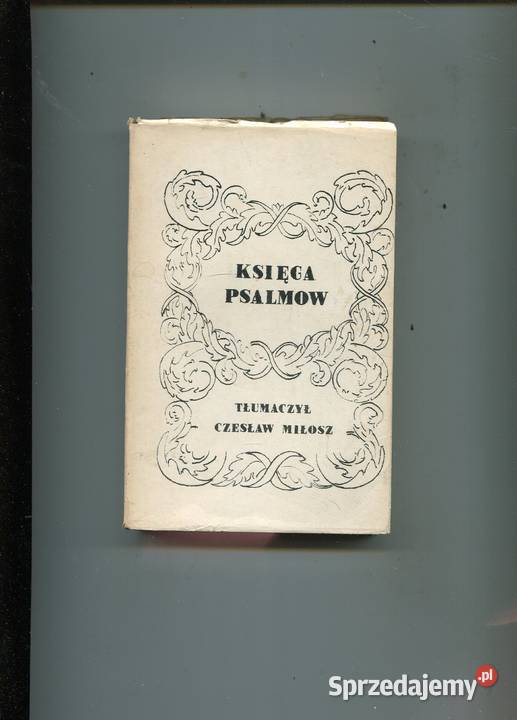 KSIĘGA
PSALMOW
TŁUMACZYŁ
CZESŁAW MIŁOSZ
Sprzedajemy.pl